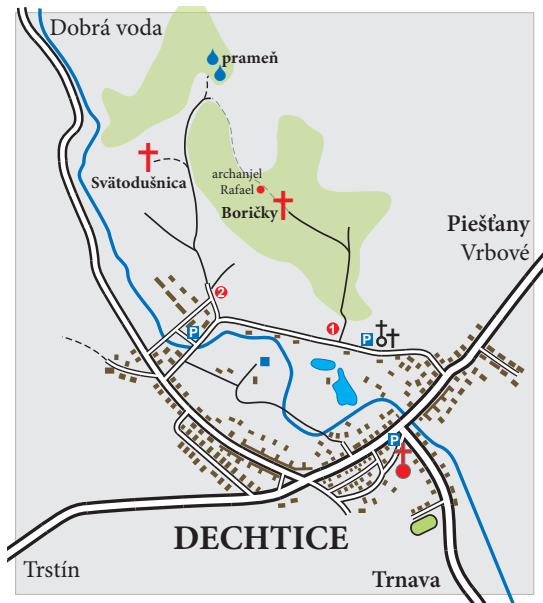 Dobrá voda
prameň
archanjel
Rafael
Svätodušnica
Boričky
Piešťany
Vrbové
2
1
P
P
P
DECHTICE
Trstín
Trnava